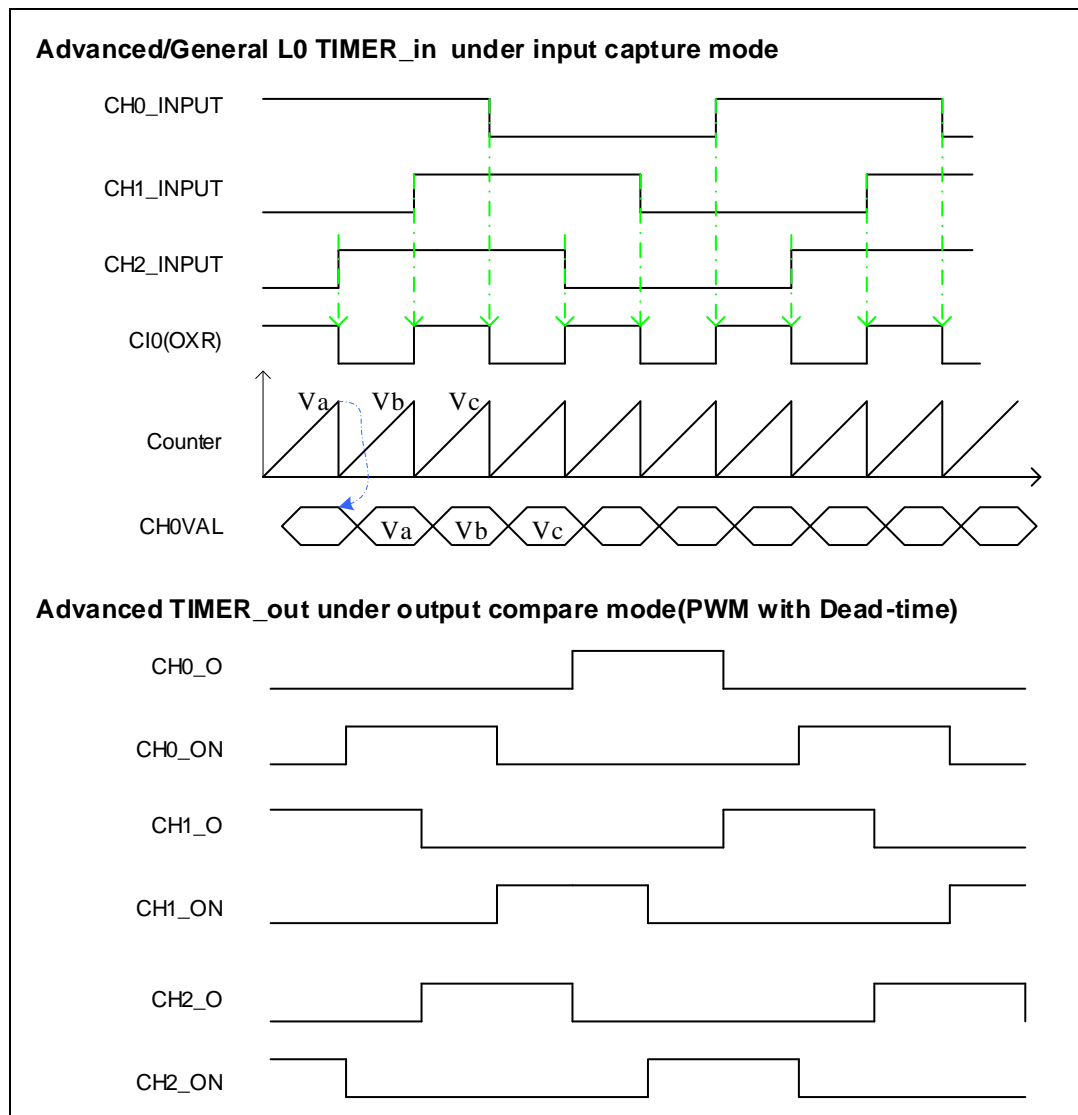 Advanced/General L0 TIMER_in under input capture mode
CH0_INPUT
CH1_INPUT
CH2_INPUT
CI0(OXR)
Va Vb Vc
Counter
CH0VAL
Va Vb Vc
Advanced TIMER_out under output compare mode(PWM with Dead-time)
CH0_O
CH0_ON
CH1_O
CH1_ON
CH2_O
CH2_ON